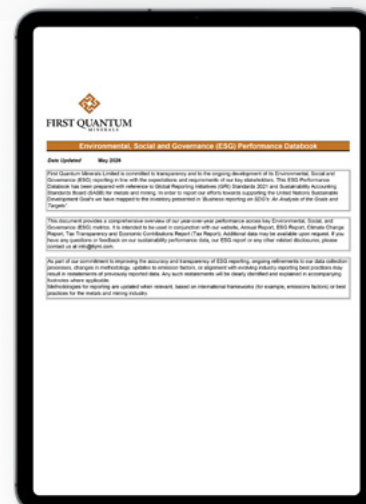 FIRST QUANTUM
MINERALS
Environmental, Social and Governance (ESG) Performance Databook
Date Updated May 2026
First Quantum Minerals Limited is committed to transparency and to the ongoing development of its Environmental, Social and
Governance (ESG) reporting in line with the expectations and requirements of our key stakeholders. This ESG Performance
Databook has been prepared with reference to Global Reporting Initiatives (GRI) Standards 2021 and Sustainability Accounting
Standards Board (SASB) for metals and mining. In order to report our efforts towards supporting the United Nations Sustainable
Development Goal's we have mapped to the inventory presented in 'Business reporting on SDG's: An Analysis of the Goals and
Targets'.
This document provides a comprehensive overview of our year-over-year performance across key Environmental, Social, and
Governance (ESG) metrics. It is intended to be used in conjunction with our website, Annual Report, ESG Report, Climate Change
Report, Tax Transparency and Economic Contributions Report (Tax Report). Additional data may be available upon request. If you
have any questions or feedback on our sustainability performance data, our ESG report or any other related disclosures, please
contact us at info@fqml.com.
As part of our commitment to improving the accuracy and transparency of ESG reporting, ongoing refinements to our data collection
processes, changes in methodology, updates to emission factors, or alignment with evolving industry reporting best practices may
result in restatements of previously reported data. Any such restatements will be clearly identified and explained in accompanying
footnotes where applicable.
Methodologies for reporting are updated when relevant, based on international frameworks (for example, emissions factors) or best
practices for the metals and mining industry.